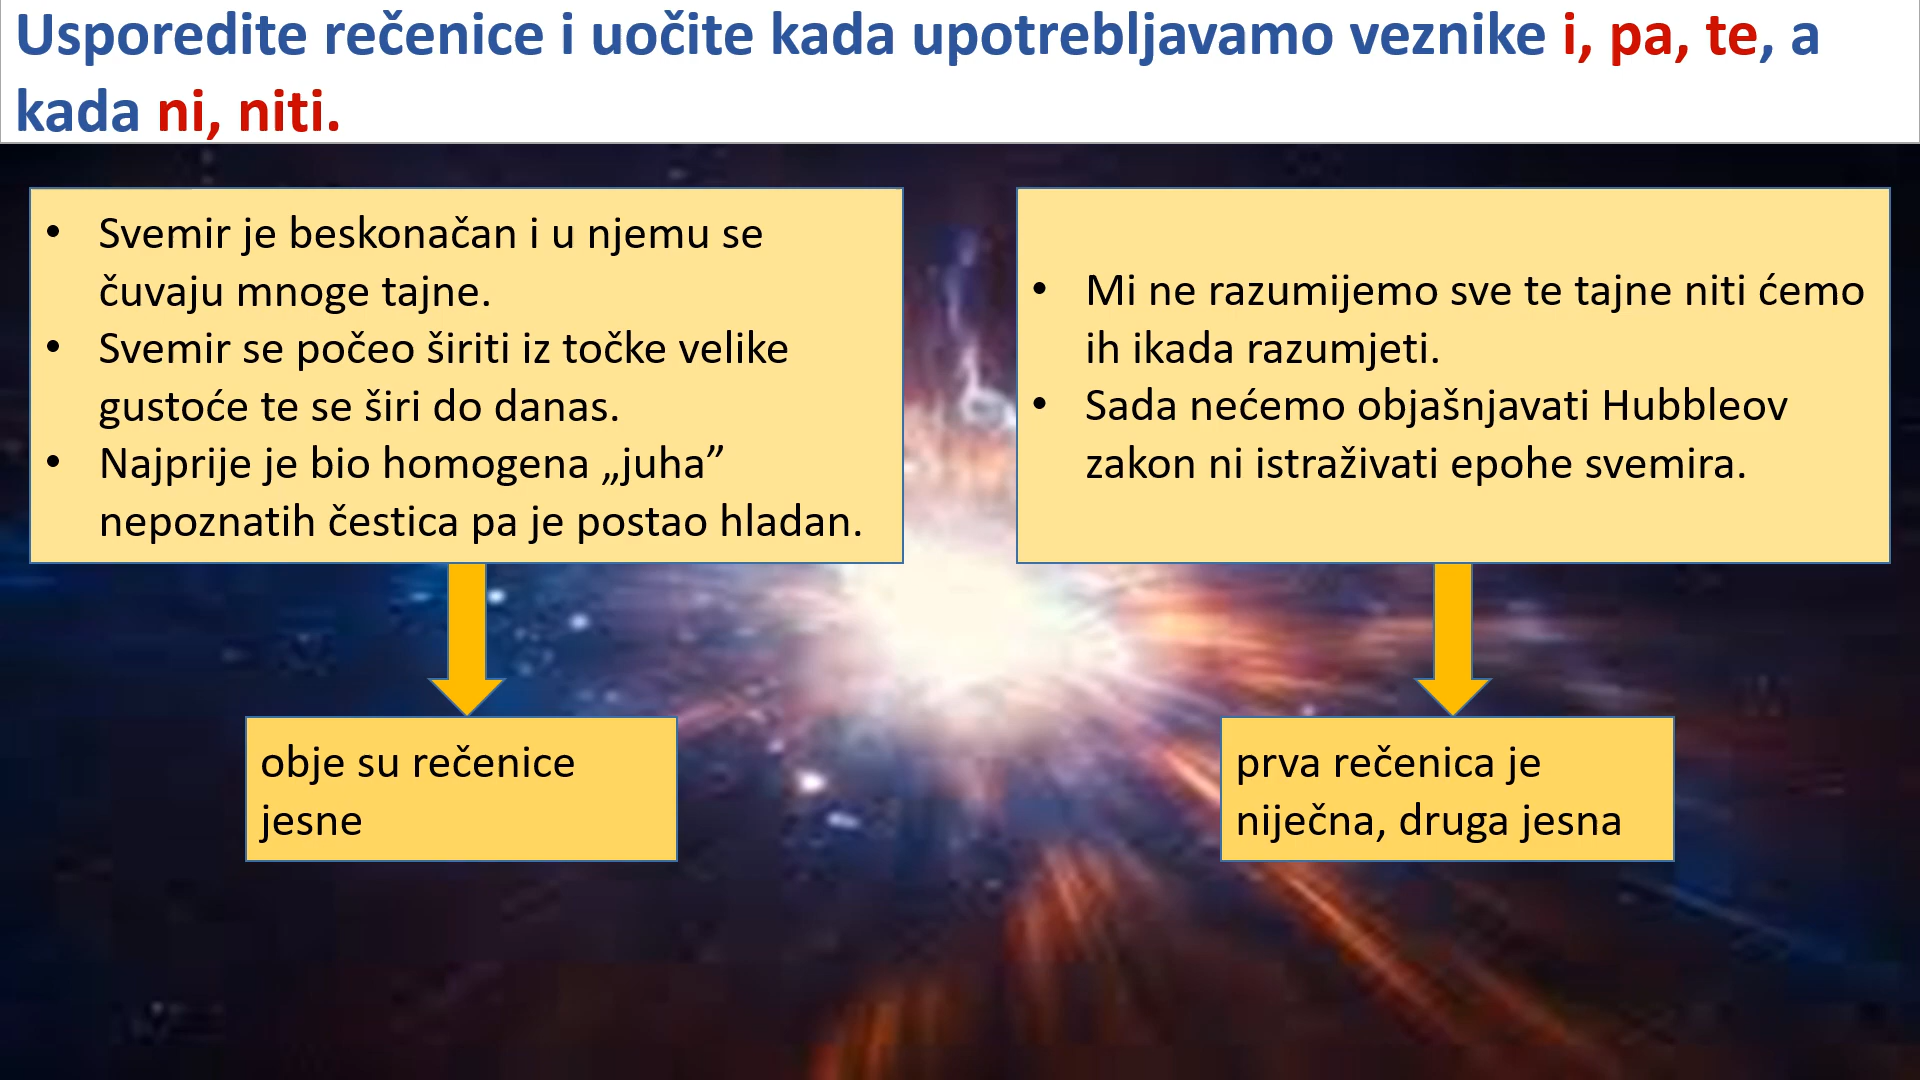 Usporedite rečenice i uočite kada upotrebljavamo veznike i, pa, te, a
kada ni, niti.
• Svemir je beskonačan i u njemu se
čuvaju mnoge tajne.
• Svemir se počeo širiti iz točke velike
gustoće te se širi do danas.
• Najprije je bio homogena „juha”
nepoznatih čestica pa je postao hladan.
• Mi ne razumijemo sve te tajne niti ćemo
ih ikada razumjeti.
• Sada nećemo objašnjavati Hubbleov
zakon ni istraživati epohe svemira.
obje su rečenice
jesne
prva rečenica je
niječna, druga jesna